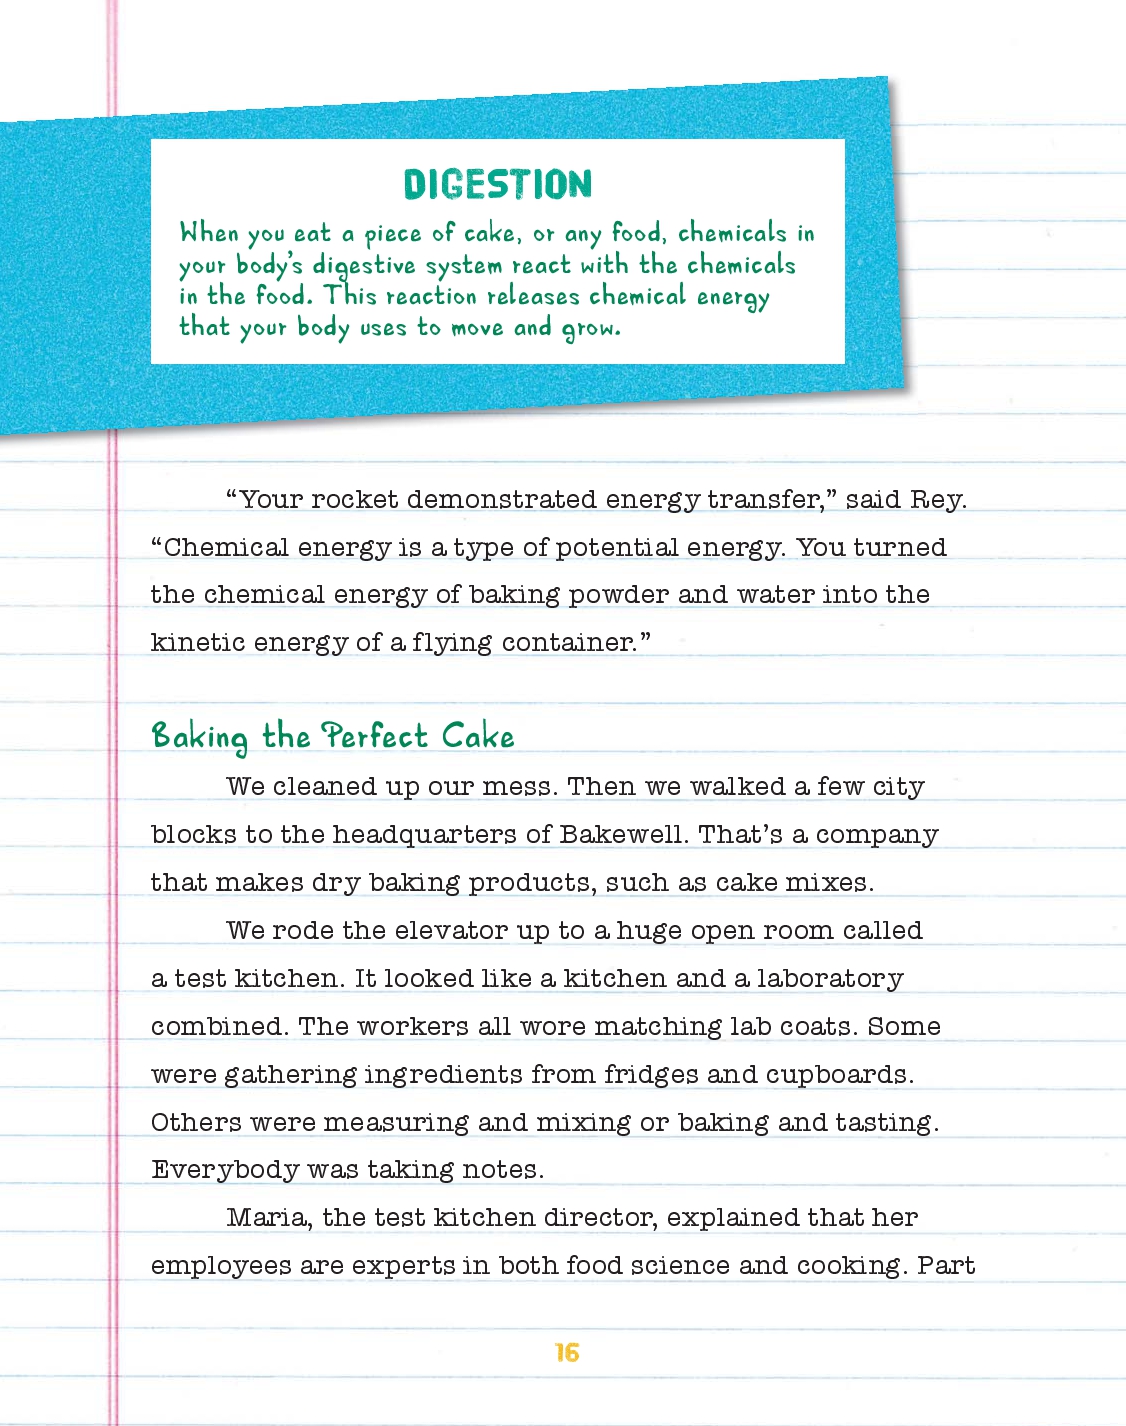 DIGESTION
When you eat a piece of cake, or any food, chemicals in
your body's digestive system react with the chemicals
in the food. This reaction releases chemical energy
that your body uses to move and grow.
“Your rocket demonstrated energy transfer,” said Rey.
“Chemical energy is a type of potential energy. You turned
the chemical energy of baking powder and water into the
kinetic energy of a flying container.”
Baking the Perfect Cake
We cleaned up our mess. Then we walked a few city
blocks to the headquarters of Bakewell. That’s a company
that makes dry baking products, such as cake mixes.
We rode the elevator up to a huge open room called
a test kitchen. It looked like a kitchen and a laboratory
combined. The workers all wore matching lab coats. Some
were gathering ingredients from fridges and cupboards.
Others were measuring and mixing or baking and tasting.
Everybody was taking notes.
Maria, the test kitchen director, explained that her
employees are experts in both food science and cooking. Part
16